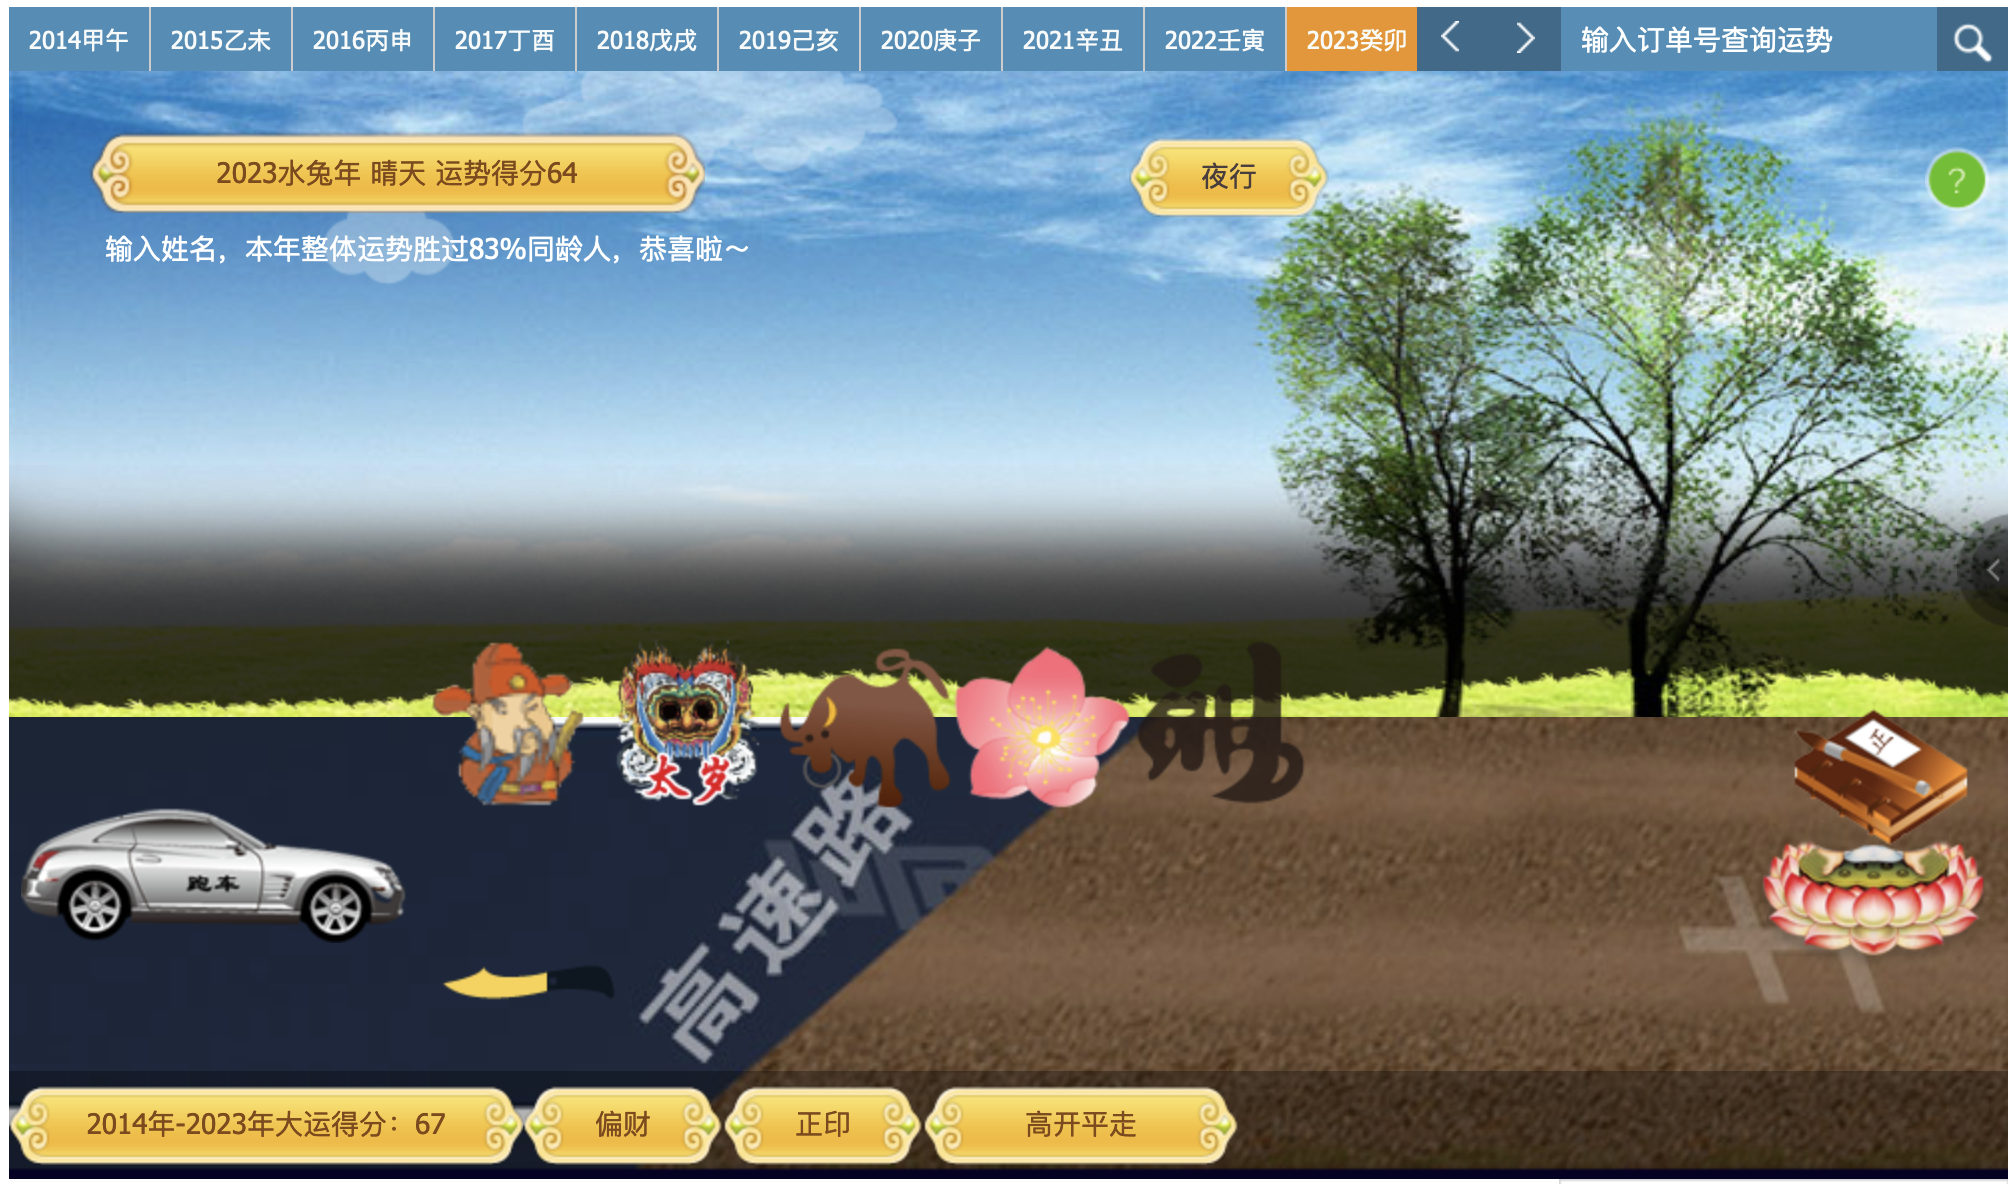 2014甲午 2015乙未 2016丙申 2017丁酉 2018戊戌 2019己亥 2020庚子 2021辛丑 2022壬寅 2023癸卯 输入订单号查询运势
2023水兔年 晴天 运势得分64
夜行
?
输入姓名，本年整体运势胜过83%同龄人，恭喜啦～
太岁
正
跑车
高速路
2014年-2023年大运得分：67
偏财
正印
高开平走